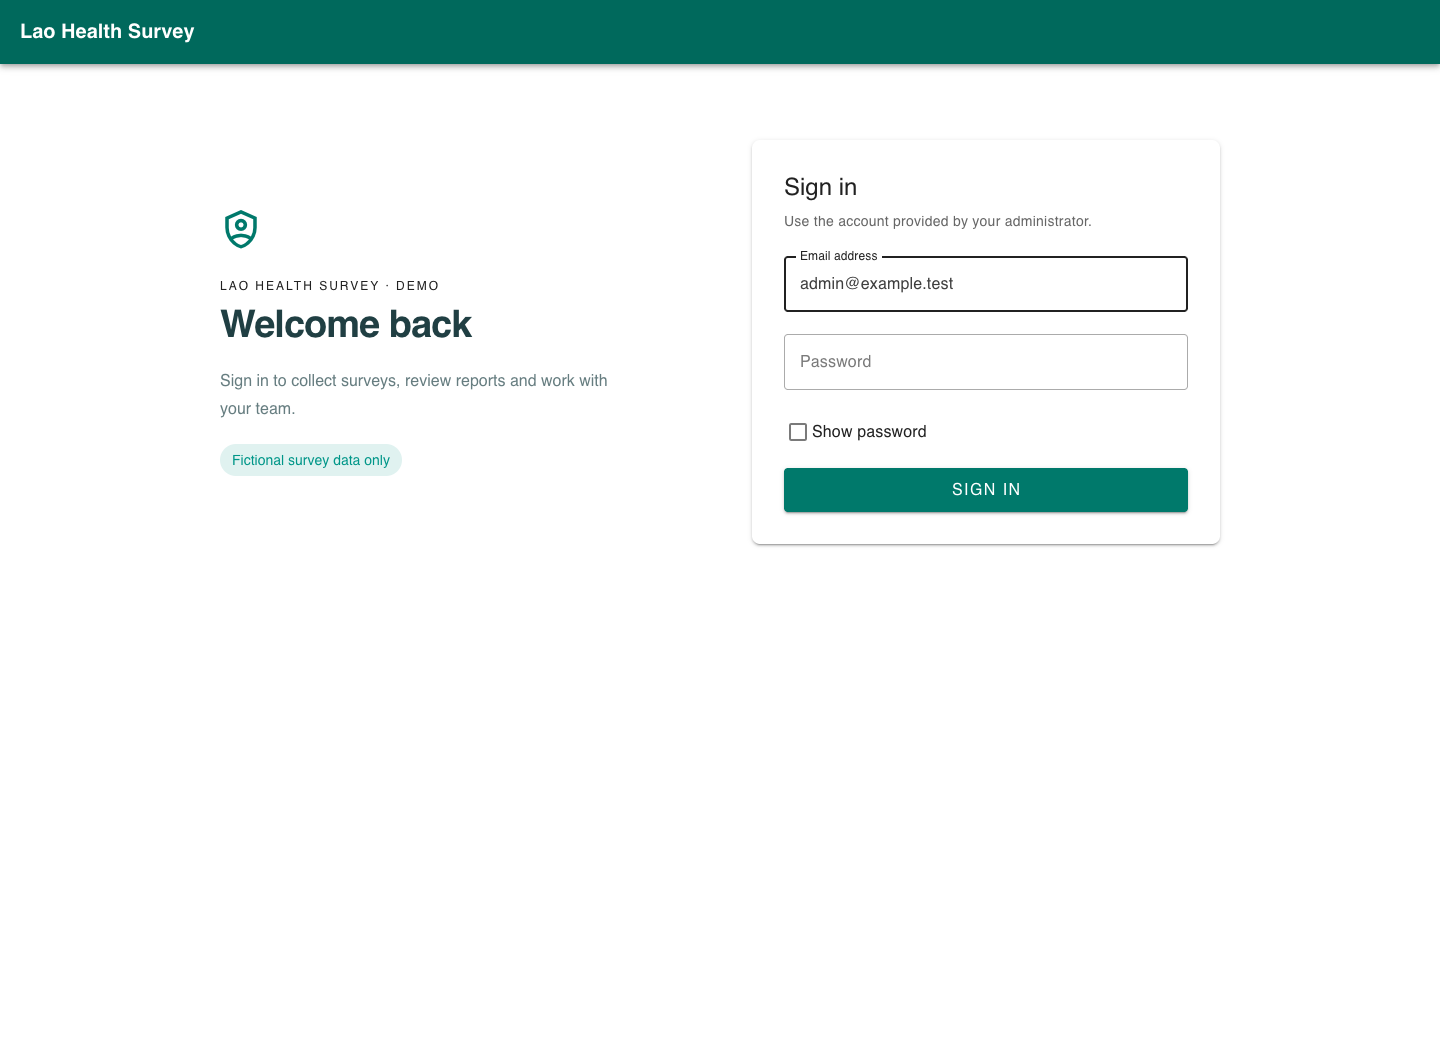 Lao Health Survey
LAO HEALTH SURVEY · DEMO
Welcome back
Sign in to collect surveys, review reports and work with
your team.
Fictional survey data only
Sign in
Use the account provided by your administrator.
Email address
admin@example.test
Password
Show password
SIGN IN